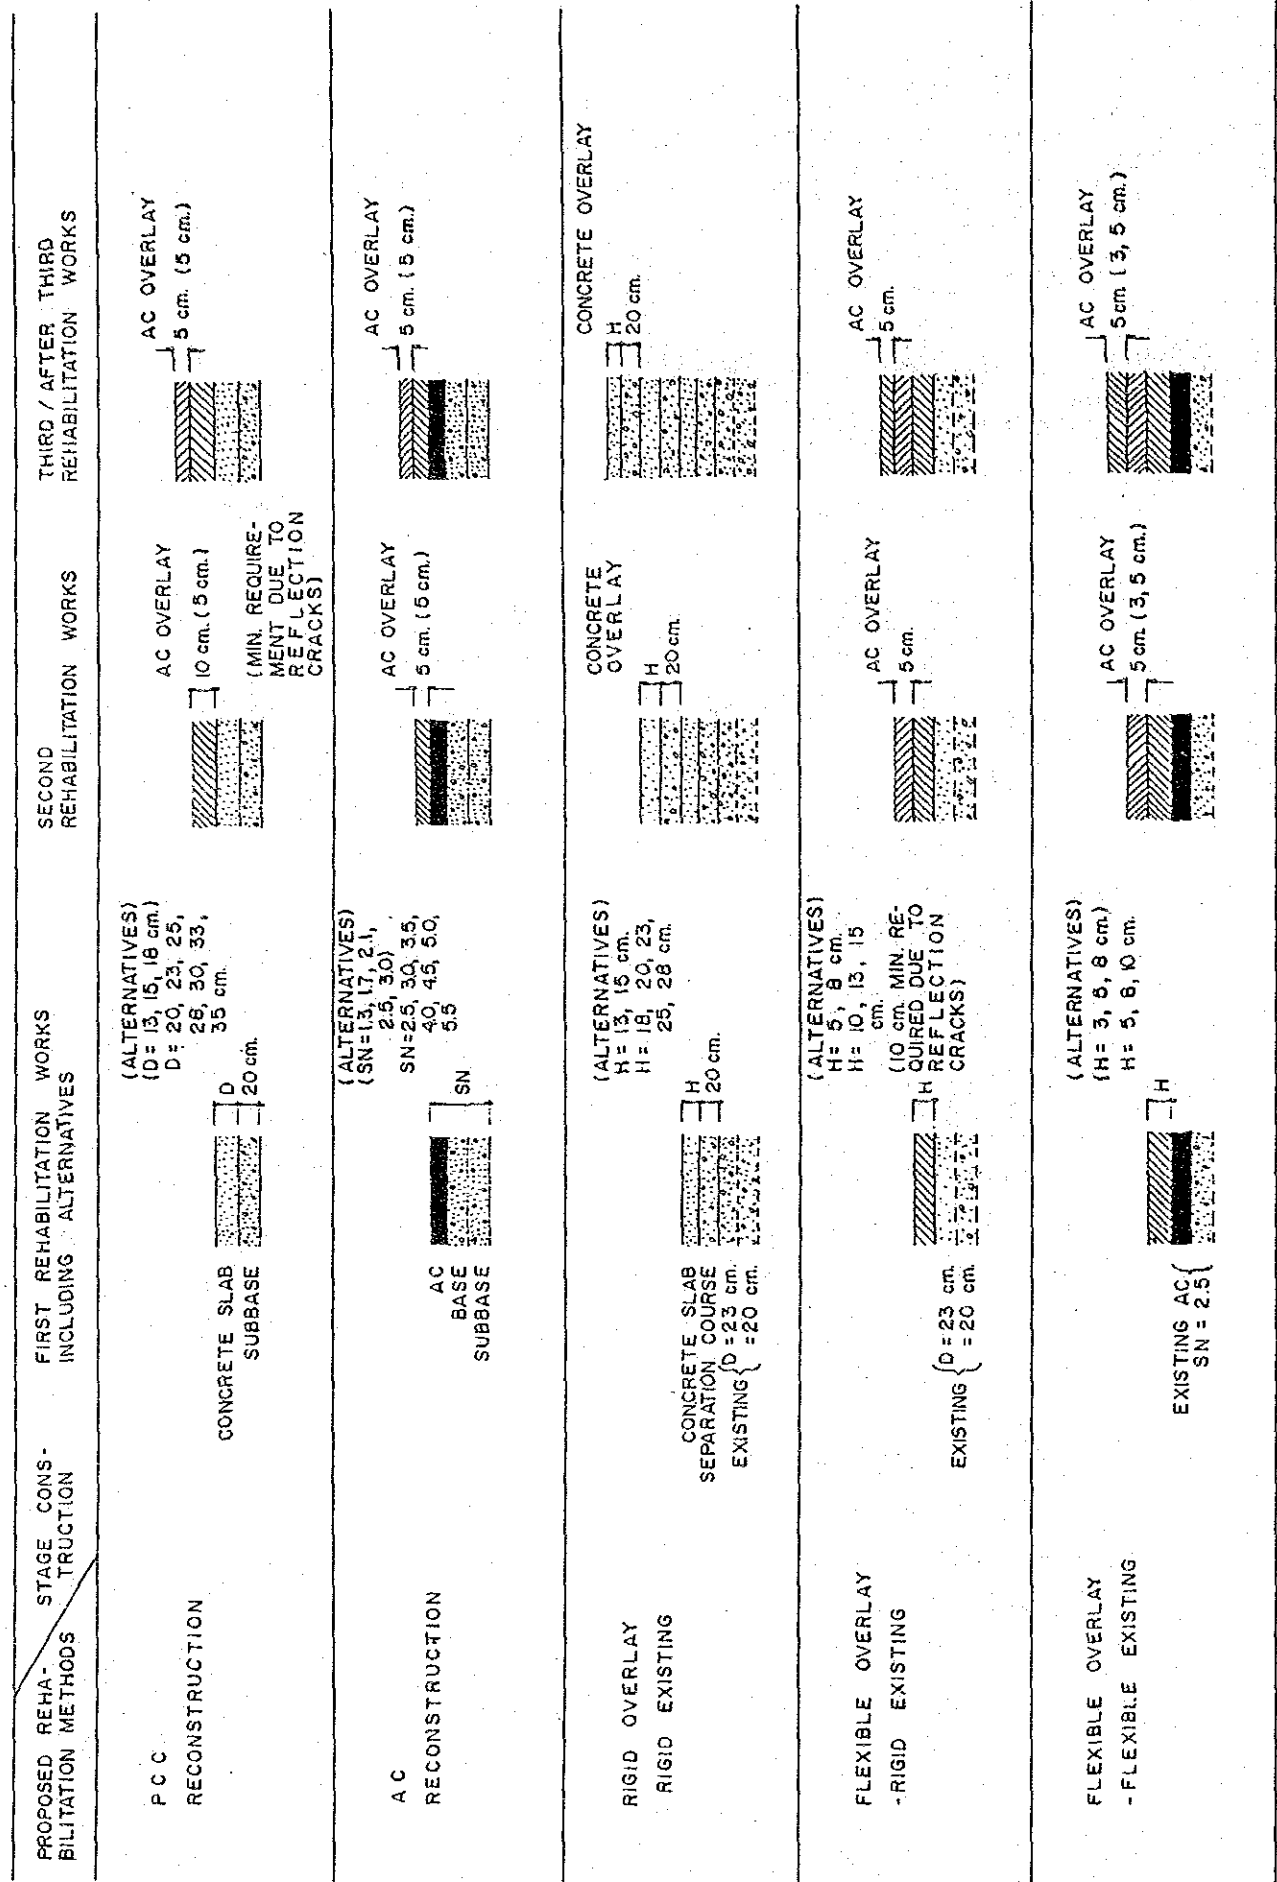 PROPOSED REHA-
BILITATION METHODS
STAGE CONS-
TRUCTION
FIRST REHABILITATION WORKS
INCLUDING ALTERNATIVES
SECOND
REHABILITATION WORKS
THIRD / AFTER THIRD
REHABILITATION WORKS
P C C
RECONSTRUCTION
CONCRETE SLAB
SUBBASE
D
20 cm.
(ALTERNATIVES)
(D = 13, 15, 18 cm.)
D = 20, 23, 25,
28, 30, 33,
35 cm.
AC OVERLAY
10 cm. (5 cm.)
(MIN. REQUIRE-
MENT DUE TO
REFLECTION
CRACKS)
AC OVERLAY
5 cm. (5 cm.)
A C
RECONSTRUCTION
AC
BASE
SUBBASE
SN
(ALTERNATIVES)
(SN = 1.3, 1.7, 2.1,
2.5, 3.0)
SN = 2.5, 3.0, 3.5,
4.0, 4.5, 5.0,
5.5
AC OVERLAY
5 cm. (5 cm.)
AC OVERLAY
5 cm. (5 cm.)
RIGID OVERLAY
RIGID EXISTING
CONCRETE SLAB
SEPARATION COURSE
EXISTING { D = 23 cm.
= 20 cm.
H
20 cm.
(ALTERNATIVES)
H = 13, 15 cm.
H = 18, 20, 23,
25, 28 cm.
CONCRETE
OVERLAY
H
20 cm.
CONCRETE OVERLAY
H
20 cm.
FLEXIBLE OVERLAY
- RIGID EXISTING
EXISTING { D = 23 cm.
= 20 cm.
H
(ALTERNATIVES)
H = 5, 8 cm.
H = 10, 13, 15
cm.
(10 cm. MIN. RE-
QUIRED DUE TO
REFLECTION
CRACKS)
AC OVERLAY
5 cm.
AC OVERLAY
5 cm.
FLEXIBLE OVERLAY
- FLEXIBLE EXISTING
EXISTING AC {
SN = 2.5
H
(ALTERNATIVES)
(H = 3, 5, 8 cm.)
H = 5, 8, 10 cm.
AC OVERLAY
5 cm (3, 5 cm.)
AC OVERLAY
5 cm (3, 5 cm.)